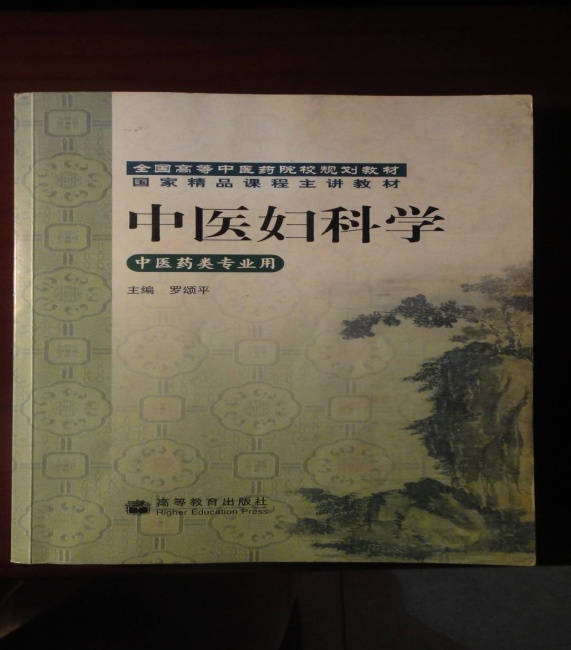 全国高等中医药院校规划教材
国家精品课程主讲教材
中医妇科学
中医药类专业用
主编 罗颂平
高等教育出版社
Higher Education Press